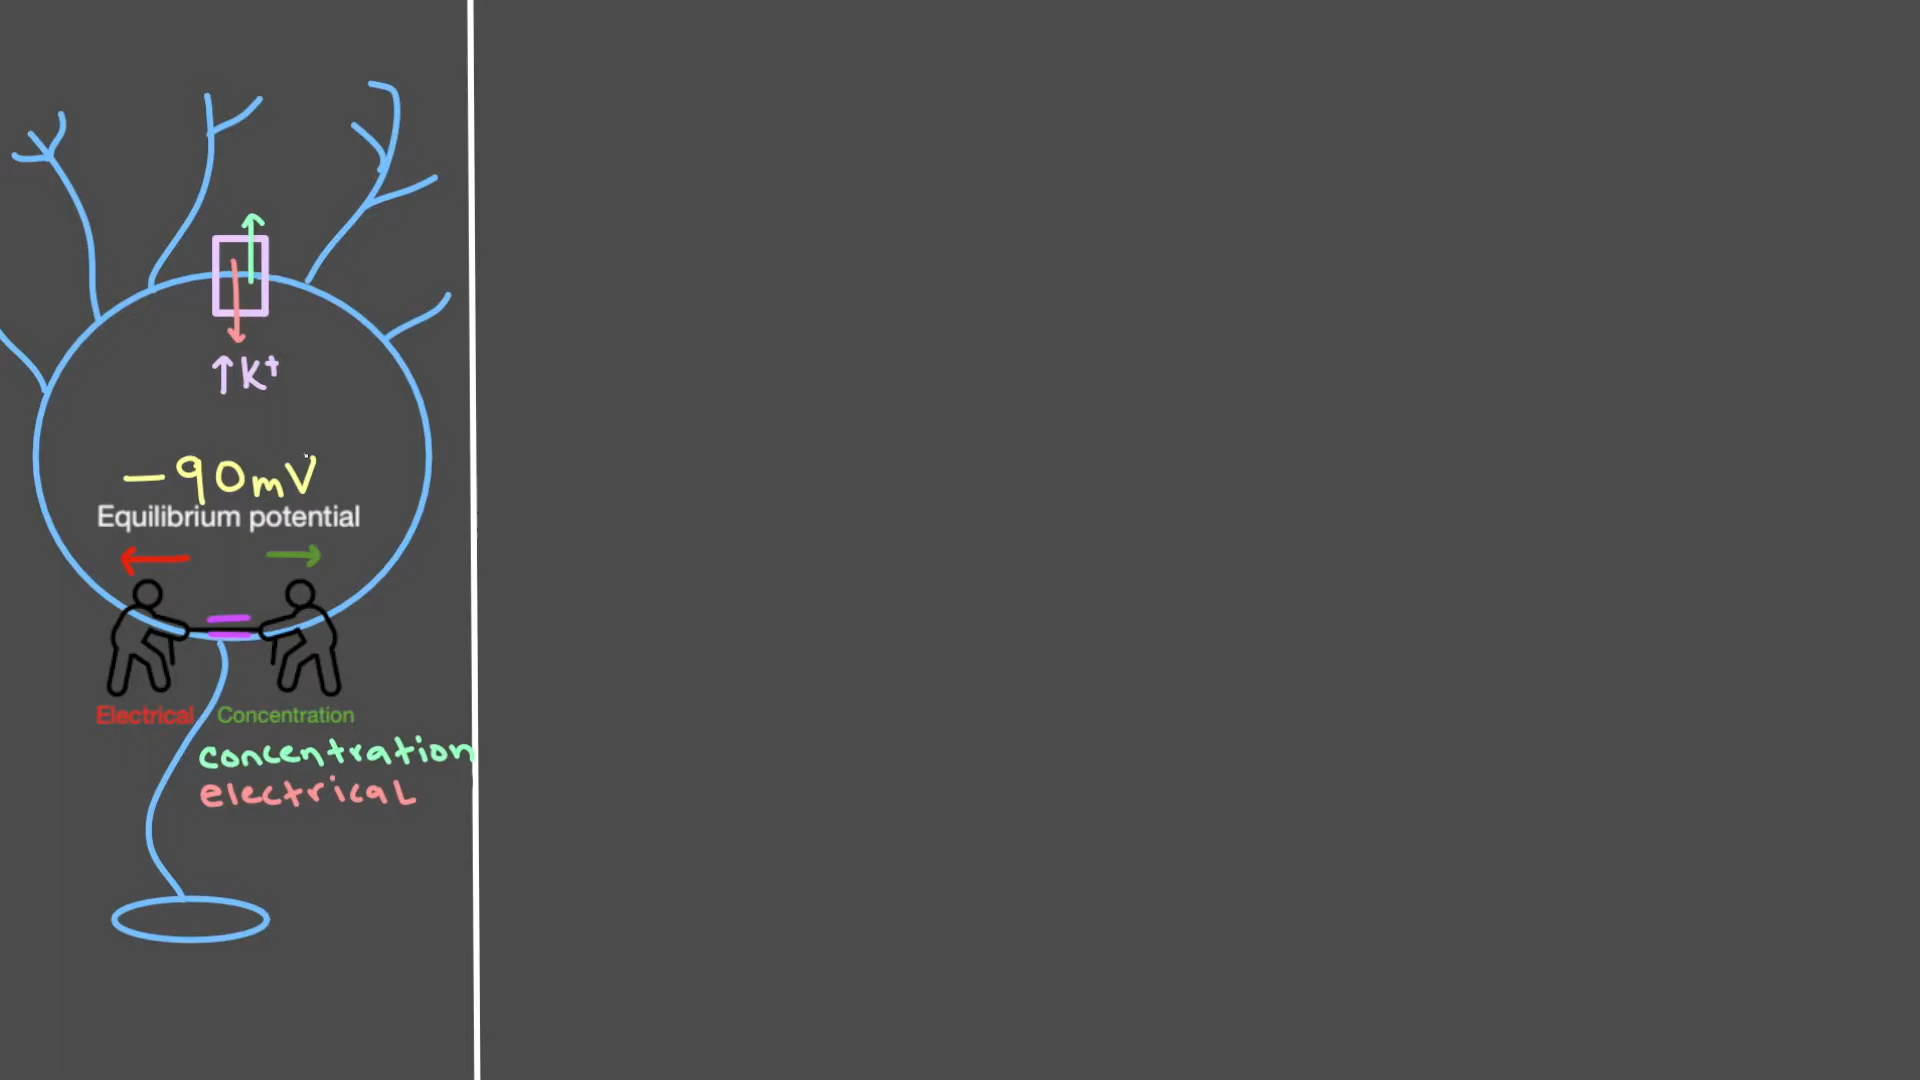 ↑K⁺
-90mV
Equilibrium potential
Electrical Concentration
concentration
electrical